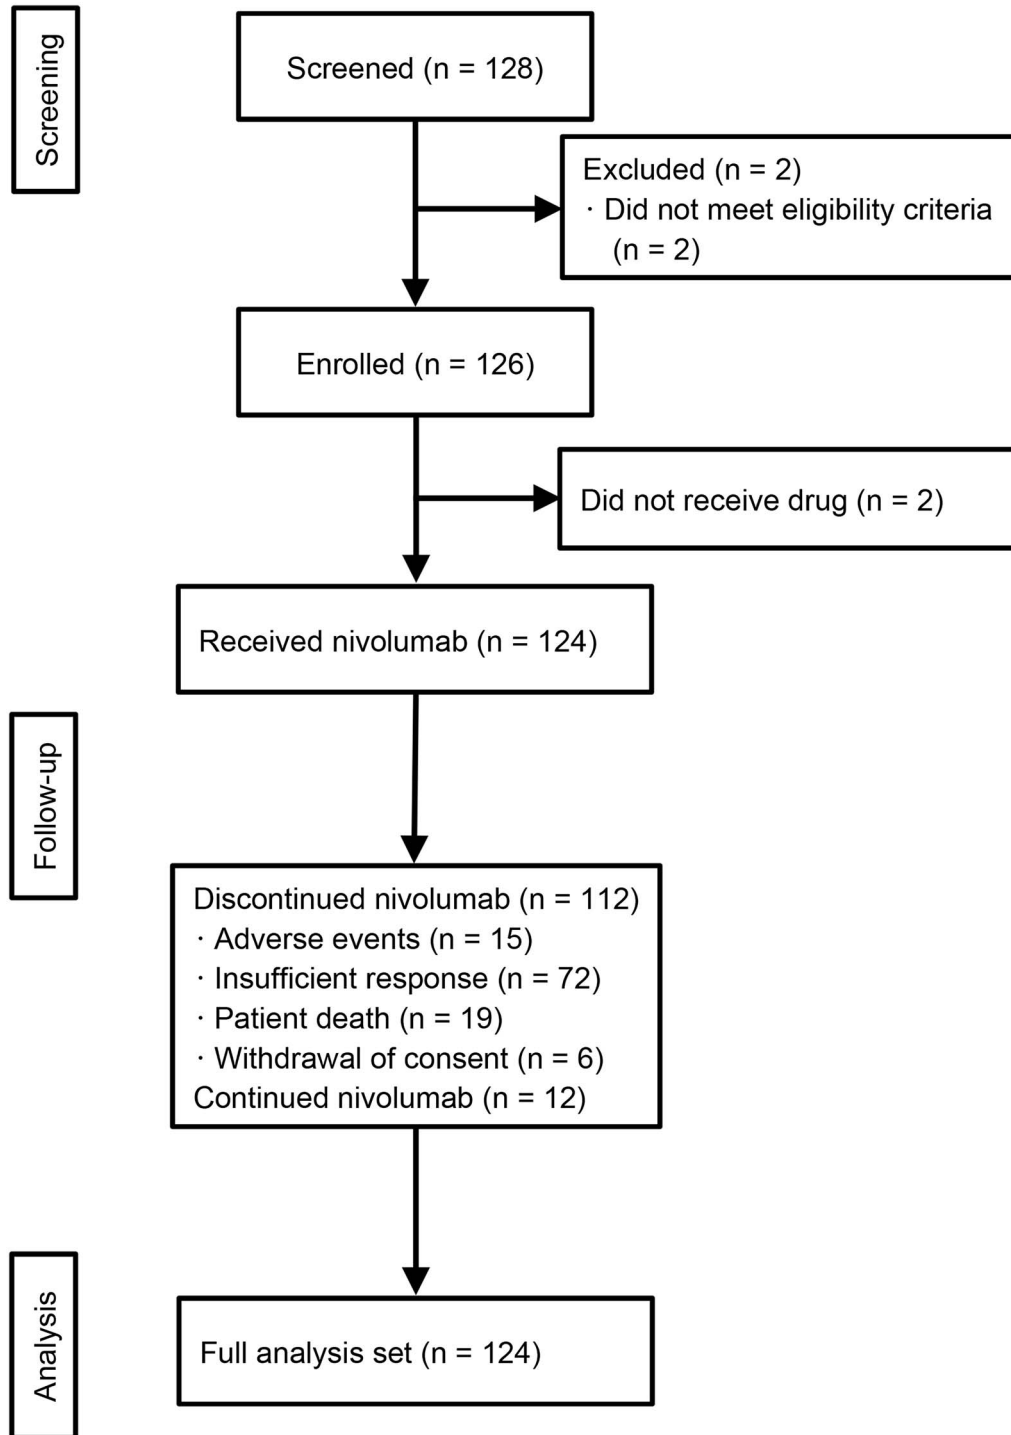 Screening
Screened (n = 128)
Excluded (n = 2)
· Did not meet eligibility criteria
(n = 2)
Enrolled (n = 126)
Did not receive drug (n = 2)
Received nivolumab (n = 124)
Follow-up
Discontinued nivolumab (n = 112)
· Adverse events (n = 15)
· Insufficient response (n = 72)
· Patient death (n = 19)
· Withdrawal of consent (n = 6)
Continued nivolumab (n = 12)
Analysis
Full analysis set (n = 124)